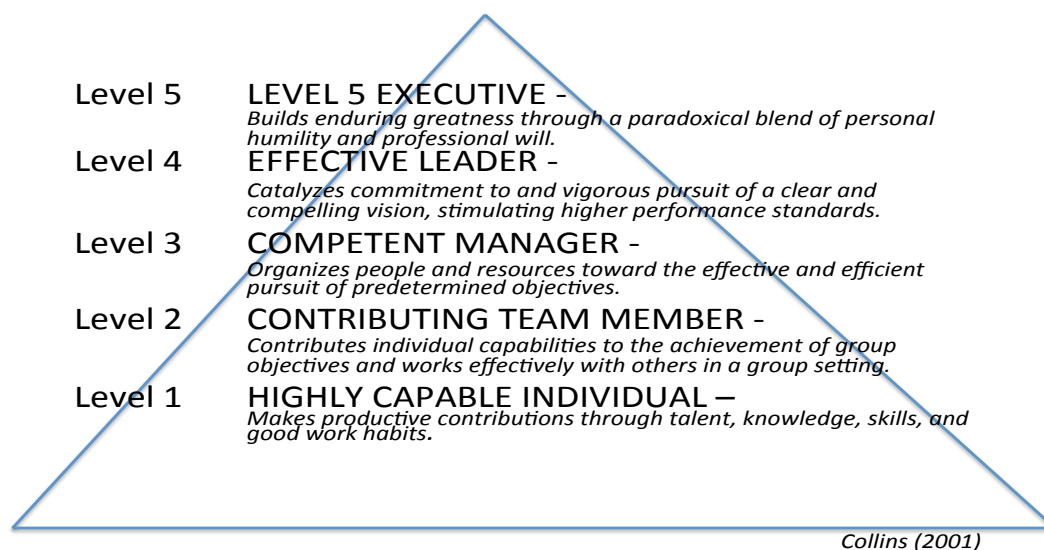 Level 5 LEVEL 5 EXECUTIVE -
Builds enduring greatness through a paradoxical blend of personal
humility and professional will.
Level 4 EFFECTIVE LEADER -
Catalyzes commitment to and vigorous pursuit of a clear and
compelling vision, stimulating higher performance standards.
Level 3 COMPETENT MANAGER -
Organizes people and resources toward the effective and efficient
pursuit of predetermined objectives.
Level 2 CONTRIBUTING TEAM MEMBER -
Contributes individual capabilities to the achievement of group
objectives and works effectively with others in a group setting.
Level 1 HIGHLY CAPABLE INDIVIDUAL –
Makes productive contributions through talent, knowledge, skills, and
good work habits.
Collins (2001)